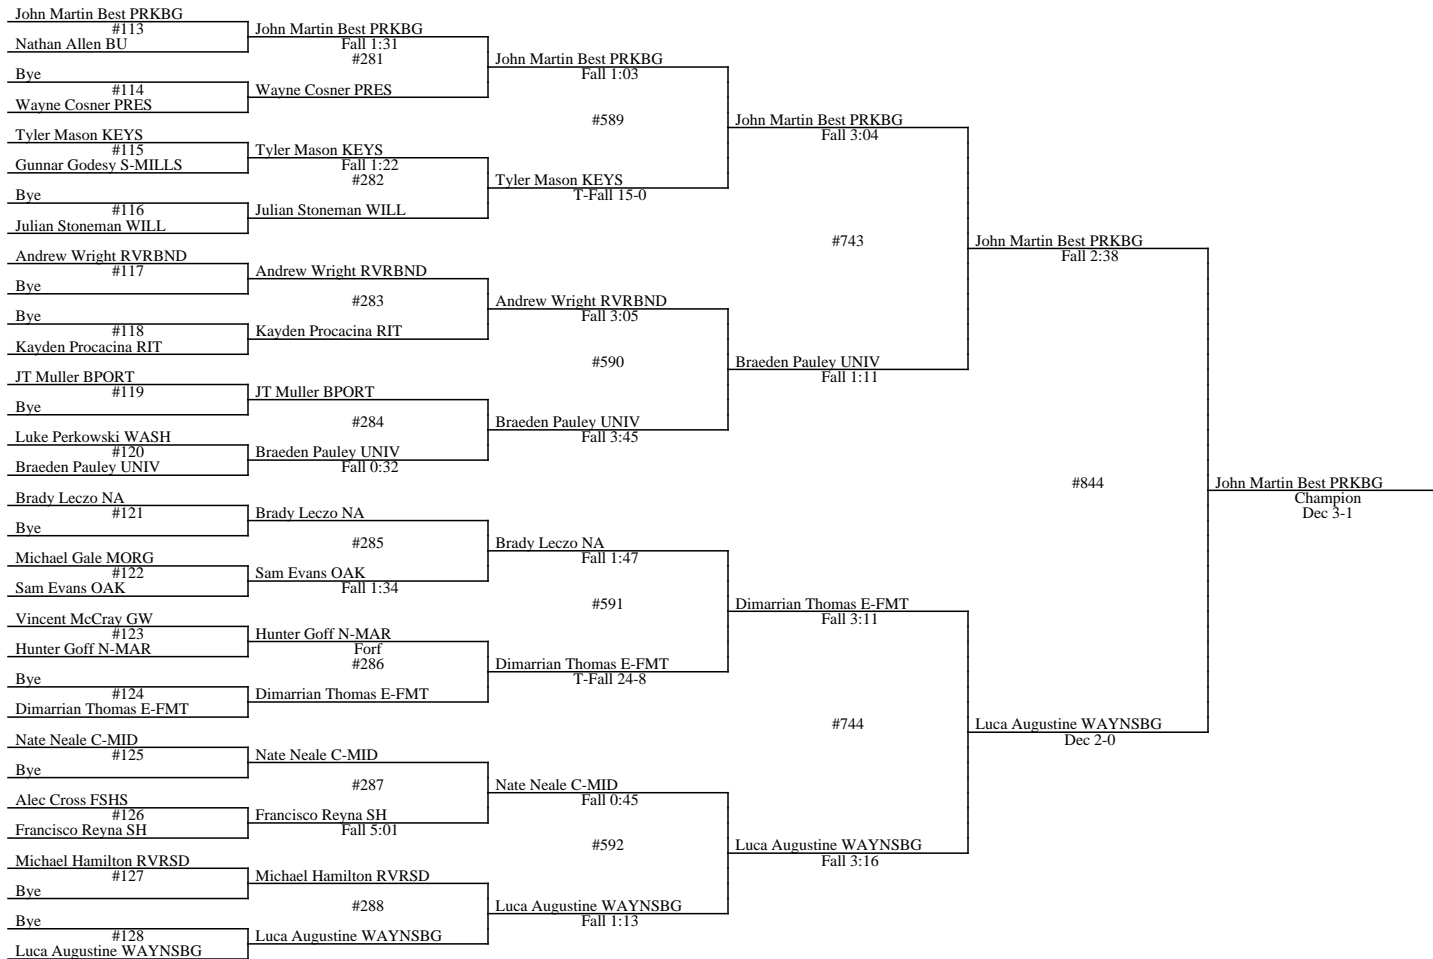 John Martin Best PRKBG
#113
Nathan Allen BU
Bye
#114
Wayne Cosner PRES
Tyler Mason KEYS
#115
Gunnar Godesy S-MILLS
Bye
#116
Julian Stoneman WILL
Andrew Wright RVRBND
#117
Bye
Bye
#118
Kayden Procacina RIT
JT Muller BPORT
#119
Bye
Luke Perkowski WASH
#120
Braeden Pauley UNIV
Brady Leczo NA
#121
Bye
Michael Gale MORG
#122
Sam Evans OAK
Vincent McCray GW
#123
Hunter Goff N-MAR
Bye
#124
Dimarrian Thomas E-FMT
Nate Neale C-MID
#125
Bye
Alec Cross FSHS
#126
Francisco Reyna SH
Michael Hamilton RVRSD
#127
Bye
Bye
#128
Luca Augustine WAYNSBG
John Martin Best PRKBG
Fall 1:31
#281
Wayne Cosner PRES
Tyler Mason KEYS
Fall 1:22
#282
Julian Stoneman WILL
Andrew Wright RVRBND
#283
Kayden Procacina RIT
JT Muller BPORT
#284
Braeden Pauley UNIV
Fall 0:32
Brady Leczo NA
#285
Sam Evans OAK
Fall 1:34
Hunter Goff N-MAR
Forf
#286
Dimarrian Thomas E-FMT
Nate Neale C-MID
#287
Francisco Reyna SH
Fall 5:01
Michael Hamilton RVRSD
#288
Luca Augustine WAYNSBG
John Martin Best PRKBG
Fall 1:03
#589
Tyler Mason KEYS
T-Fall 15-0
Andrew Wright RVRBND
Fall 3:05
#590
Braeden Pauley UNIV
Fall 3:45
Brady Leczo NA
Fall 1:47
#591
Dimarrian Thomas E-FMT
T-Fall 24-8
Nate Neale C-MID
Fall 0:45
#592
Luca Augustine WAYNSBG
Fall 1:13
John Martin Best PRKBG
Fall 3:04
#743
Braeden Pauley UNIV
Fall 1:11
Dimarrian Thomas E-FMT
Fall 3:11
#744
Luca Augustine WAYNSBG
Fall 3:16
John Martin Best PRKBG
Fall 2:38
#844
Luca Augustine WAYNSBG
Dec 2-0
John Martin Best PRKBG
Champion
Dec 3-1